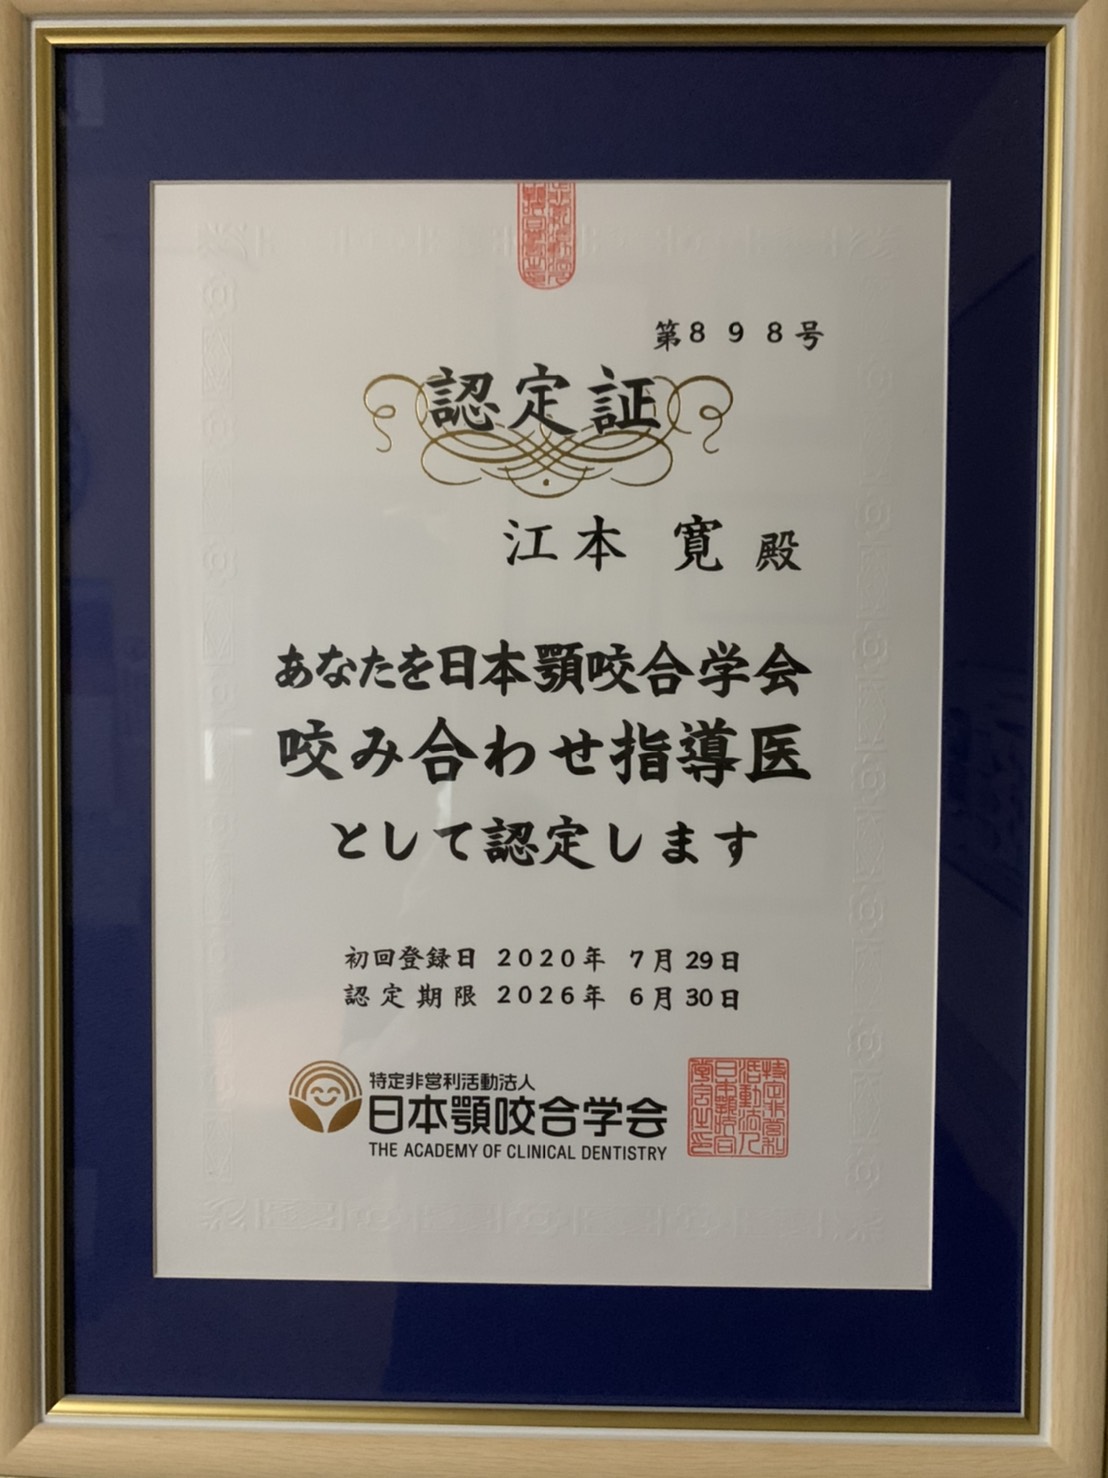 第８９８号
認定証
江本 寛 殿
あなたを日本顎咬合学会
咬み合わせ指導医
として認定します
初回登録日 2020年 7月29日
認定期限 2026年 6月30日
特定非営利活動法人
日本顎咬合学会
THE ACADEMY OF CLINICAL DENTISTRY